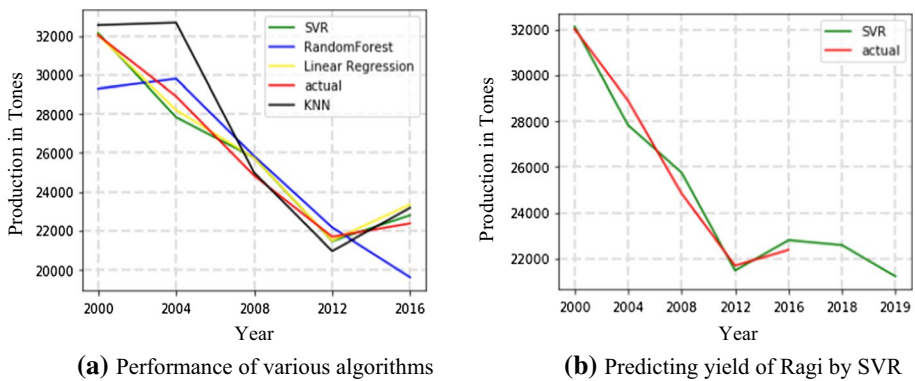 SVR
RandomForest
Linear Regression
actual
KNN
32000
30000
28000
26000
24000
22000
20000
Production in Tones
2000 2004 2008 2012 2016
Year
(a) Performance of various algorithms
SVR
actual
32000
30000
28000
26000
24000
22000
Production in Tones
2000 2004 2008 2012 2016 2018 2019
Year
(b) Predicting yield of Ragi by SVR